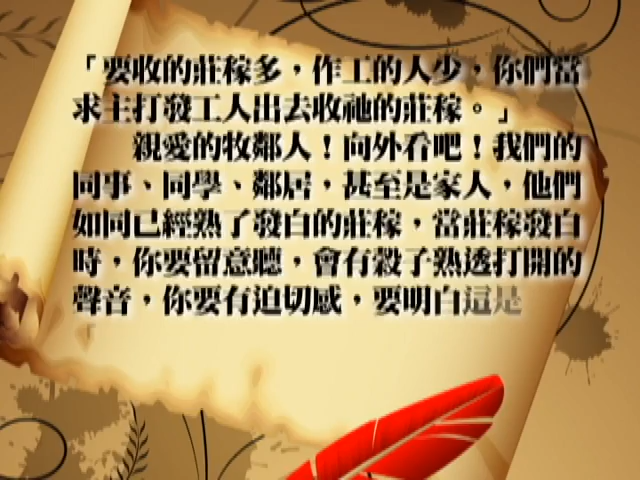 「要收的莊稼多，作工的人少，你們當
求主打發工人出去收祂的莊稼。」
親愛的牧鄰人！向外看吧！我們的
同事、同學、鄰居，甚至是家人，他們
如同已經熟了發白的莊稼，當莊稼發白
時，你要留意聽，會有穀子熟透打開的
聲音，你要有迫切感，要明白這是